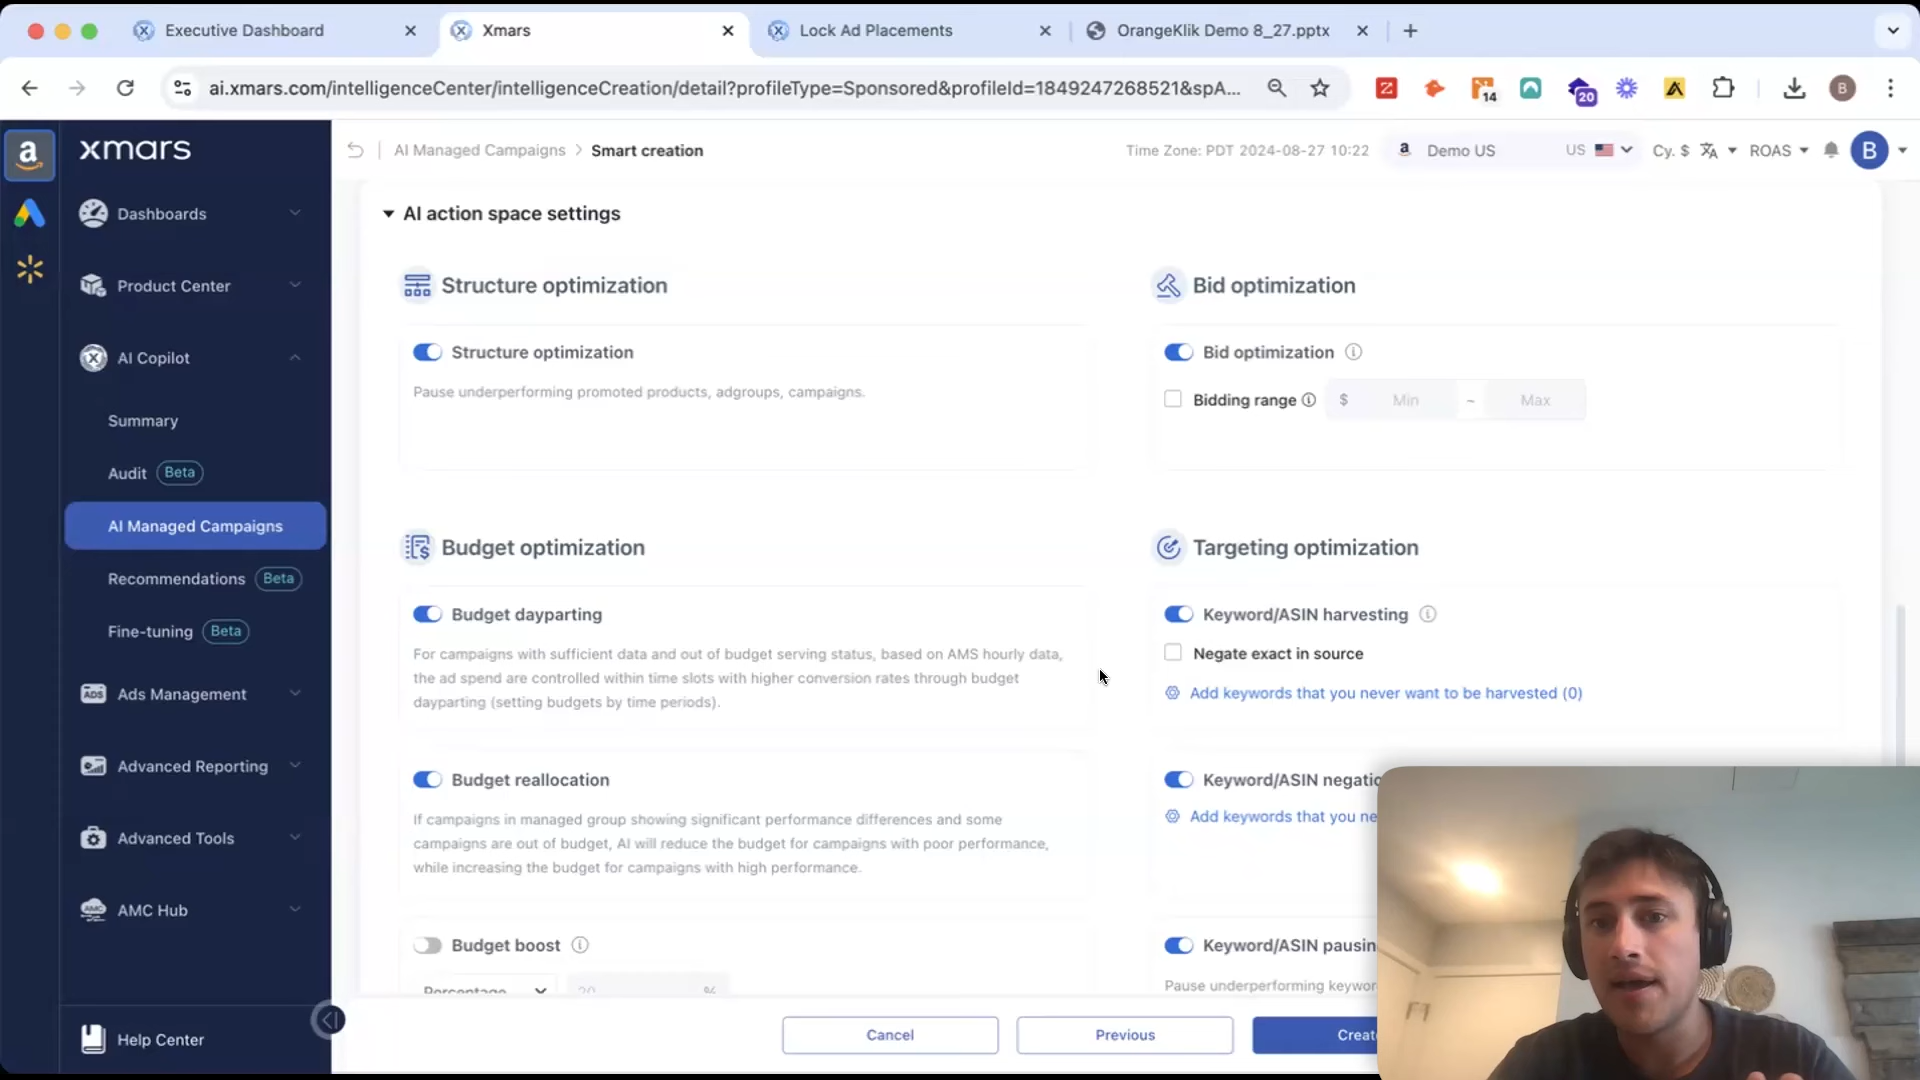 Executive Dashboard
Xmars
Lock Ad Placements
OrangeKlik Demo 8_27.pptx
ai.xmars.com/intelligenceCenter/intelligenceCreation/detail?profileType=Sponsored&profileId=1849247268521&spA...
14
20
B
a
xmars
AI Managed Campaigns > Smart creation
Time Zone: PDT 2024-08-27 10:22
a Demo US US
Cy. $
ROAS
B
Dashboards
Product Center
AI Copilot
Summary
Audit Beta
AI Managed Campaigns
Recommendations Beta
Fine-tuning Beta
ADS Ads Management
Advanced Reporting
Advanced Tools
AMC Hub
Help Center
AI action space settings
Structure optimization
Structure optimization
Pause underperforming promoted products, adgroups, campaigns.
Bid optimization
Bid optimization
Bidding range $ Min ~ Max
Budget optimization
Budget dayparting
For campaigns with sufficient data and out of budget serving status, based on AMS hourly data,
the ad spend are controlled within time slots with higher conversion rates through budget
dayparting (setting budgets by time periods).
Budget reallocation
If campaigns in managed group showing significant performance differences and some
campaigns are out of budget, AI will reduce the budget for campaigns with poor performance,
while increasing the budget for campaigns with high performance.
Budget boost
Percentage 20 %
Targeting optimization
Keyword/ASIN harvesting
Negate exact in source
Add keywords that you never want to be harvested (0)
Keyword/ASIN negatio
Add keywords that you ne
Keyword/ASIN pausin
Pause underperforming keywor
Cancel
Previous
Creat